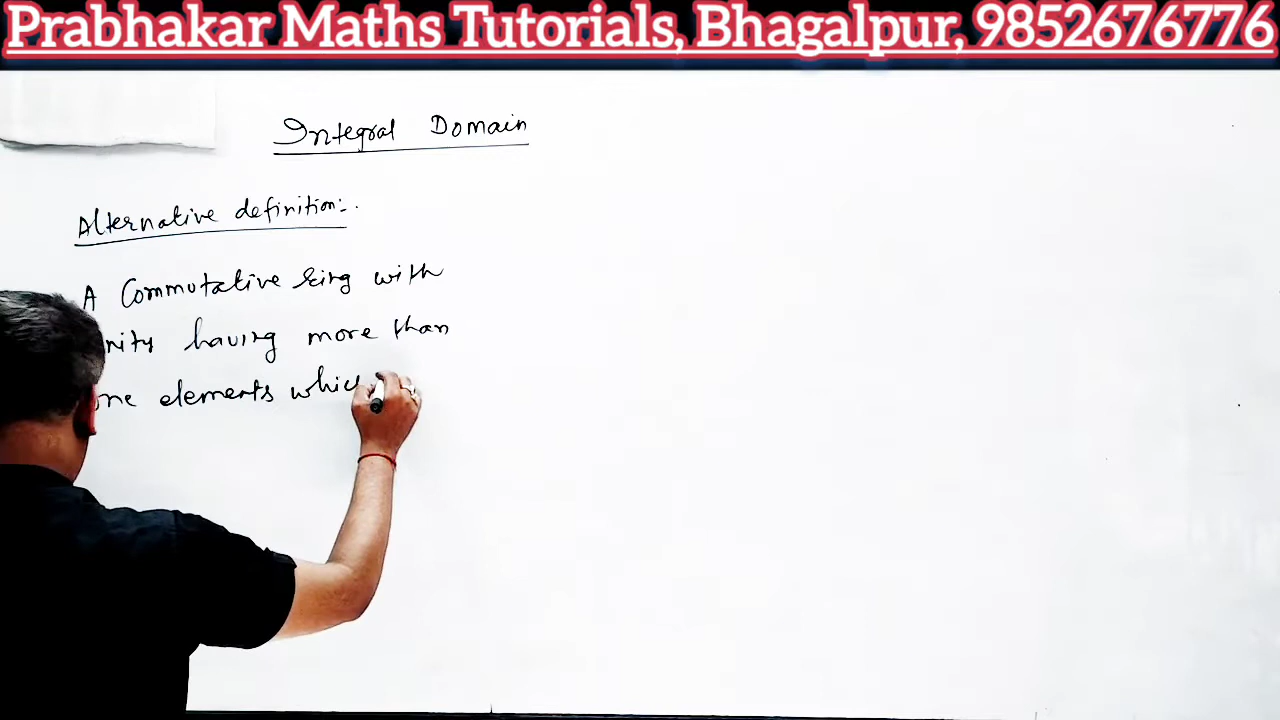 Prabhakar Maths Tutorials, Bhagalpur, 9852676776
Integral Domain
Alternative definition:-
A Commutative Ring with
having more than
elements